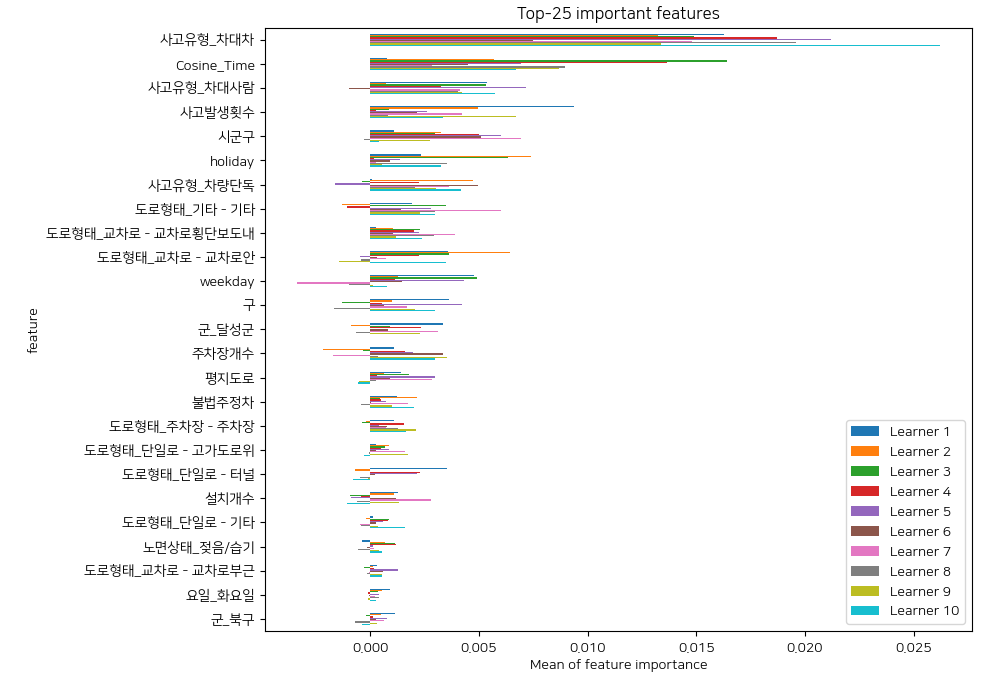 Top-25 important features
사고유형_차대차
Cosine_Time
사고유형_차대사람
사고발생횟수
시군구
holiday
사고유형_차량단독
도로형태_기타 - 기타
도로형태_교차로 - 교차로횡단보도내
도로형태_교차로 - 교차로안
weekday
구
군_달성군
주차장개수
평지도로
불법주정차
도로형태_주차장 - 주차장
도로형태_단일로 - 고가도로위
도로형태_단일로 - 터널
설치개수
도로형태_단일로 - 기타
노면상태_젖음/습기
도로형태_교차로 - 교차로부근
요일_화요일
군_북구
feature
Learner 1
Learner 2
Learner 3
Learner 4
Learner 5
Learner 6
Learner 7
Learner 8
Learner 9
Learner 10
0.000 0.005 0.010 0.015 0.020 0.025
Mean of feature importance